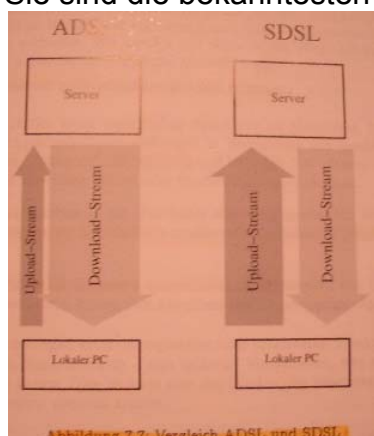 Sie sind die bekanntesten
ADSL SDSL
Server Server
Upload-Stream Download-Stream Upload-Stream Download-Stream
Lokaler PC Lokaler PC
Abbildung 7.7: Vergleich ADSL und SDSL